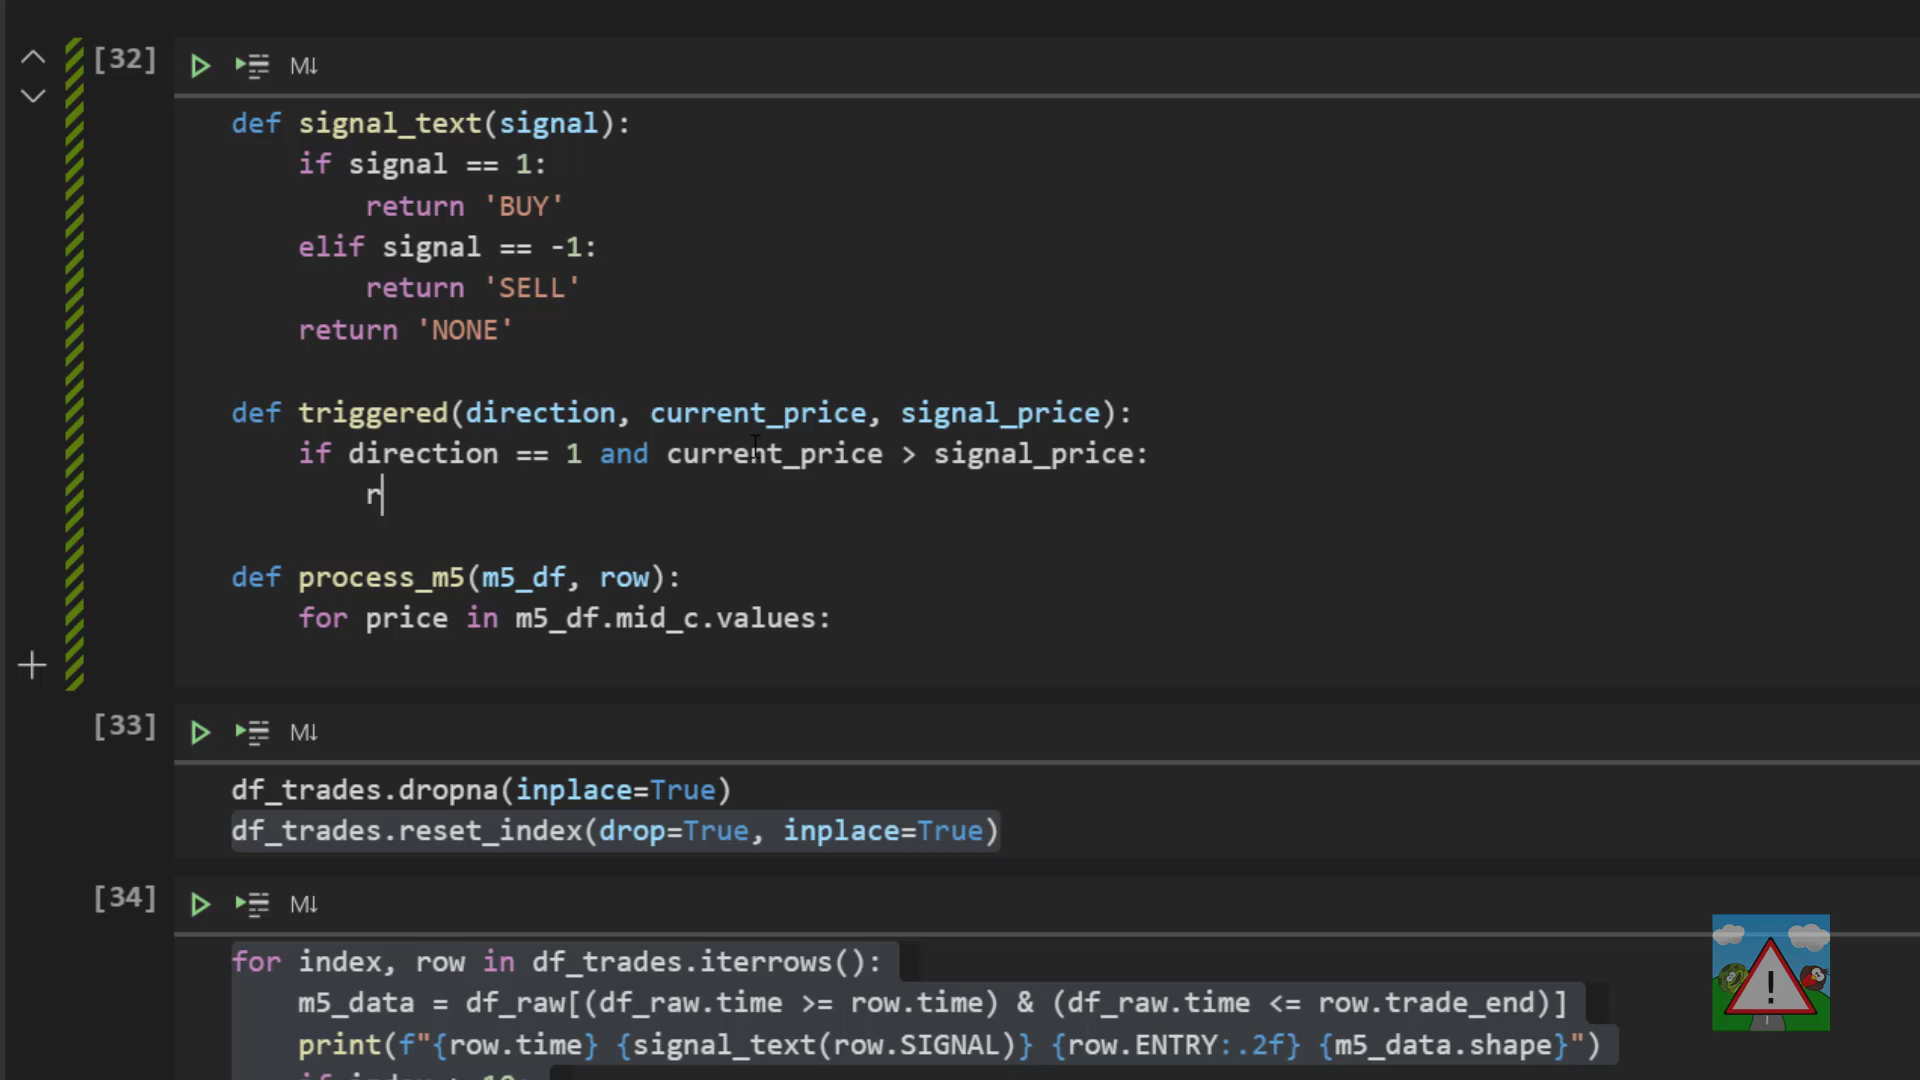 [32]
M↓
def signal_text(signal):
    if signal == 1:
        return 'BUY'
    elif signal == -1:
        return 'SELL'
    return 'NONE'
def triggered(direction, current_price, signal_price):
    if direction == 1 and current_price > signal_price:
        r
def process_m5(m5_df, row):
    for price in m5_df.mid_c.values:
[33]
M↓
df_trades.dropna(inplace=True)
df_trades.reset_index(drop=True, inplace=True)
[34]
M↓
for index, row in df_trades.iterrows():
    m5_data = df_raw[(df_raw.time >= row.time) & (df_raw.time <= row.trade_end)]
    print(f"{row.time} {signal_text(row.SIGNAL)} {row.ENTRY:.2f} {m5_data.shape}")
!